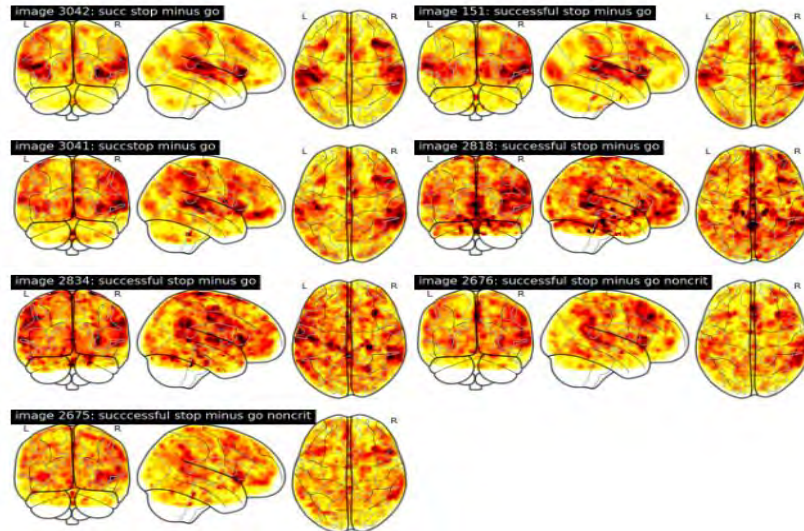 image 3042: succ stop minus go
L R R
image 151: successful stop minus go
L R R
image 3041: succstop minus go
L R R
image 2818: successful stop minus go
L R R
image 2834: successful stop minus go
L R R
image 2676: successful stop minus go noncrit
L R R
image 2675: succcessful stop minus go noncrit
L R R